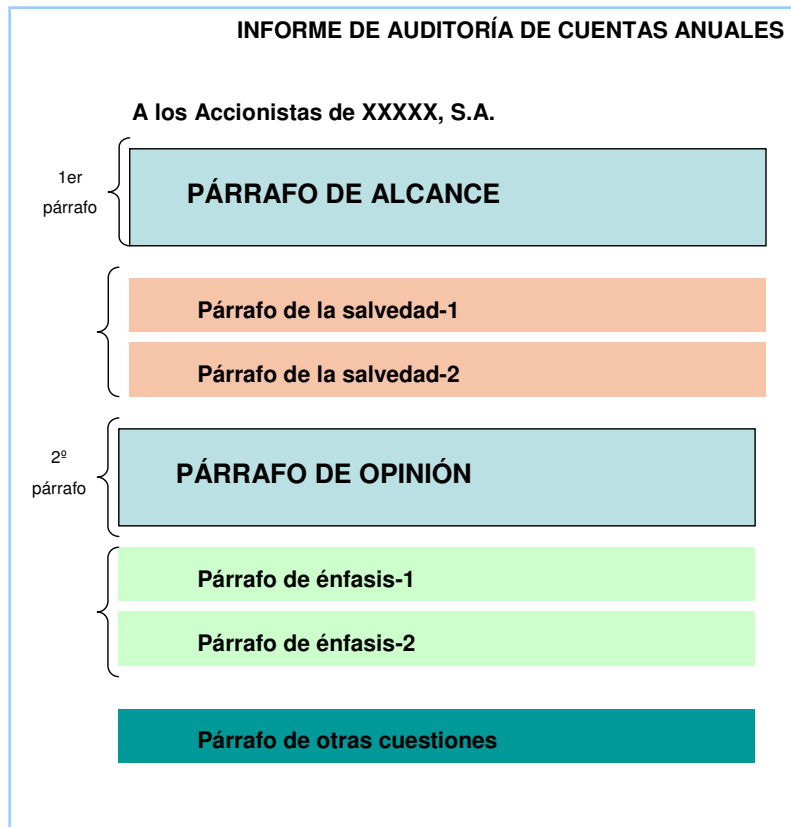 INFORME DE AUDITORÍA DE CUENTAS ANUALES
A los Accionistas de XXXXX, S.A.
1er
párrafo
PÁRRAFO DE ALCANCE
Párrafo de la salvedad-1
Párrafo de la salvedad-2
2º
párrafo
PÁRRAFO DE OPINIÓN
Párrafo de énfasis-1
Párrafo de énfasis-2
Párrafo de otras cuestiones